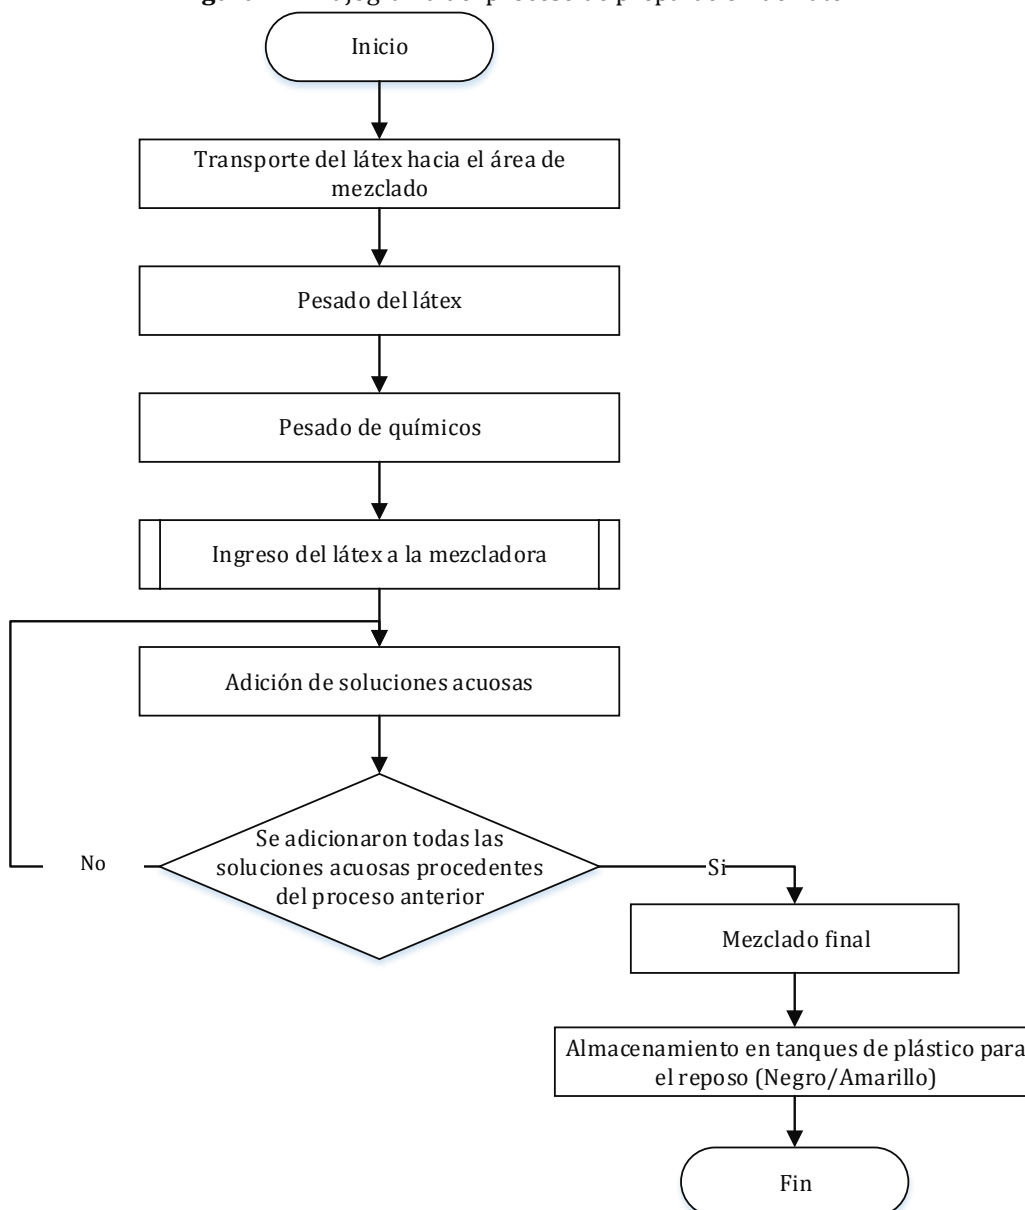 Inicio
Transporte del látex hacia el área de
mezclado
Pesado del látex
Pesado de químicos
Ingreso del látex a la mezcladora
Adición de soluciones acuosas
Se adicionaron todas las
soluciones acuosas procedentes
del proceso anterior
No
Si
Mezclado final
Almacenamiento en tanques de plástico para
el reposo (Negro/Amarillo)
Fin